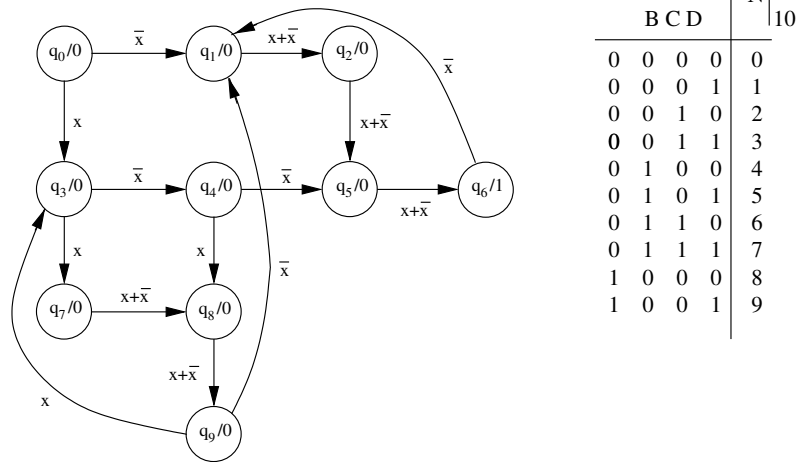 q0/0
x̄
q1/0
x+x̄
q2/0
x̄
x
x+x̄
q3/0
x̄
q4/0
x̄
q5/0
x+x̄
q6/1
x
x
x̄
q7/0
x+x̄
q8/0
x+x̄
x
q9/0
B C D
10
0 0 0 0 0
0 0 0 1 1
0 0 1 0 2
0 0 1 1 3
0 1 0 0 4
0 1 0 1 5
0 1 1 0 6
0 1 1 1 7
1 0 0 0 8
1 0 0 1 9